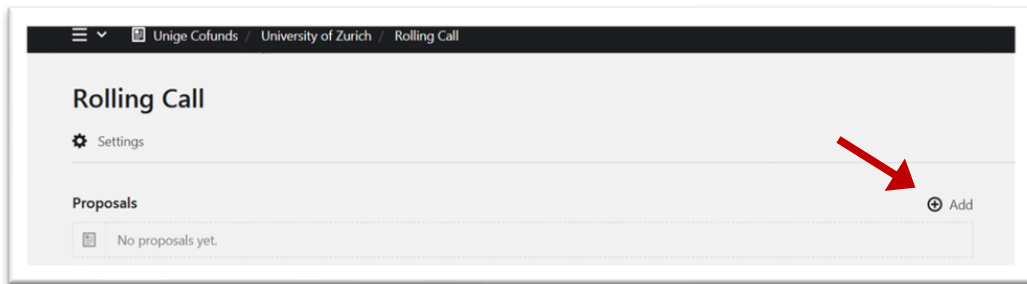 Unige Cofunds / University of Zurich / Rolling Call
Rolling Call
Settings
Proposals
Add
No proposals yet.